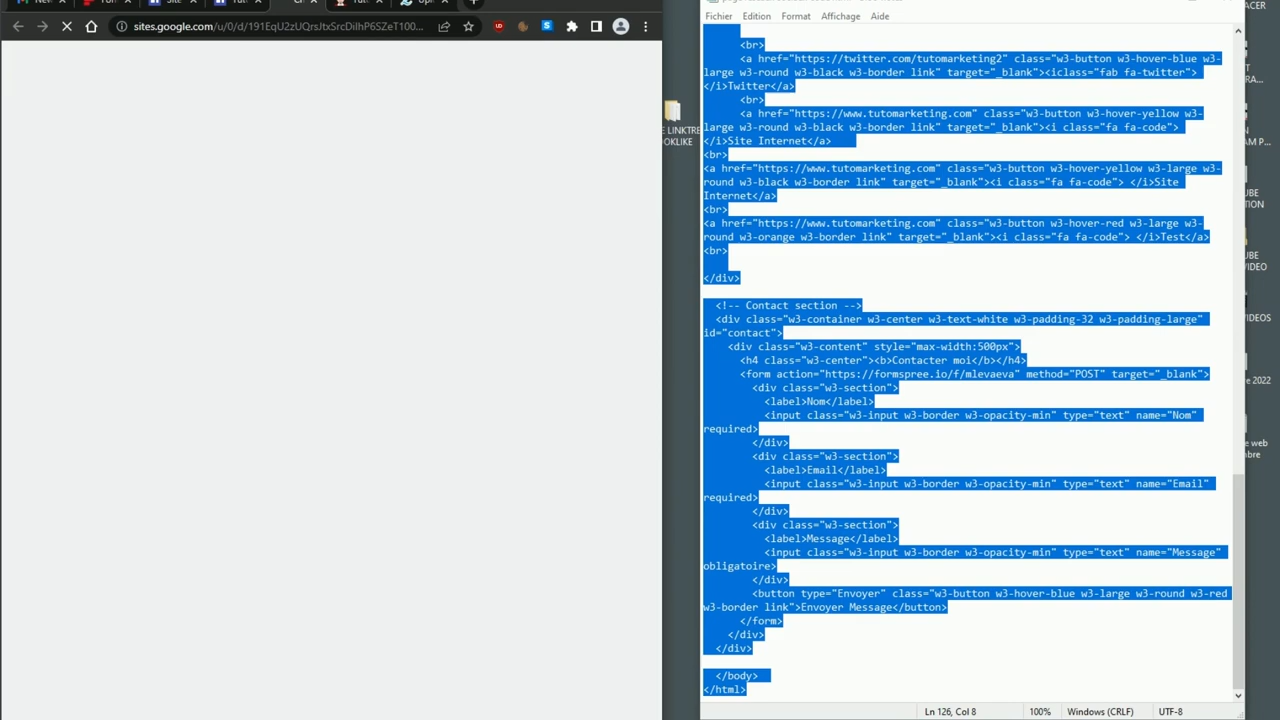 sites.google.com/u/0/d/191EqU2zUQrsJtxSrcDilhP6SZeT100...
Fichier Edition Format Affichage Aide
<br>
<a href="https://twitter.com/tutomarketing2" class="w3-button w3-hover-blue w3-
large w3-round w3-black w3-border link" target="_blank"><iclass="fab fa-twitter">
</i>Twitter</a>
<br>
<a href="https://www.tutomarketing.com" class="w3-button w3-hover-yellow w3-
large w3-round w3-black w3-border link" target="_blank"><i class="fa fa-code">
</i>Site Internet</a>
<br>
<a href="https://www.tutomarketing.com" class="w3-button w3-hover-yellow w3-large w3-
round w3-black w3-border link" target="_blank"><i class="fa fa-code"> </i>Site
Internet</a>
<br>
<a href="https://www.tutomarketing.com" class="w3-button w3-hover-red w3-large w3-
round w3-orange w3-border link" target="_blank"><i class="fa fa-code"> </i>Test</a>
<br>
</div>
<!-- Contact section -->
<div class="w3-container w3-center w3-text-white w3-padding-32 w3-padding-large"
id="contact">
<div class="w3-content" style="max-width:500px">
<h4 class="w3-center"><b>Contacter moi</b></h4>
<form action="https://formspree.io/f/mlevaeva" method="POST" target="_blank">
<div class="w3-section">
<label>Nom</label>
<input class="w3-input w3-border w3-opacity-min" type="text" name="Nom"
required>
</div>
<div class="w3-section">
<label>Email</label>
<input class="w3-input w3-border w3-opacity-min" type="text" name="Email"
required>
</div>
<div class="w3-section">
<label>Message</label>
<input class="w3-input w3-border w3-opacity-min" type="text" name="Message"
obligatoire>
</div>
<button type="Envoyer" class="w3-button w3-hover-blue w3-large w3-round w3-red
w3-border link">Envoyer Message</button>
</form>
</div>
</div>
</body>
</html>
Ln 126, Col 8 100% Windows (CRLF) UTF-8